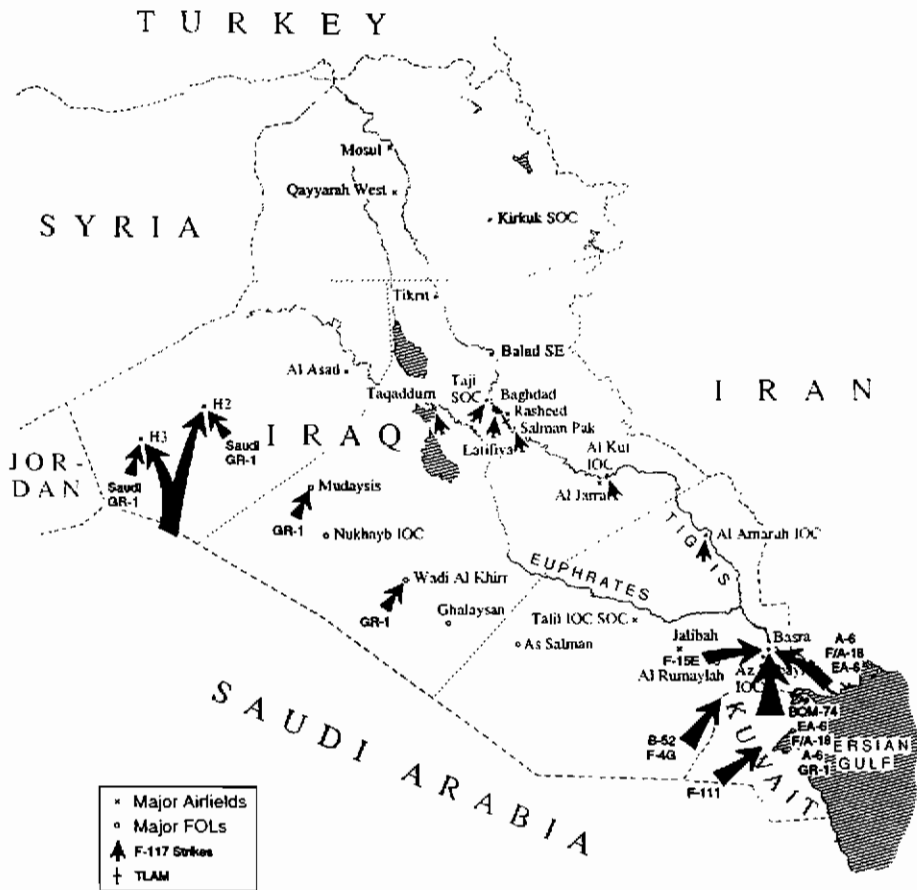 TURKEY
Mosul
Qayyarah West
SYRIA
Kirkuk SOC
Tikrit
Balad SE
Al Asad
IRAN
Taji
SOC
Baghdad
Taqaddum
Rasheed
H2
Salman Pak
IRAQ
H3
Saudi
GR-1
Latifiya
Al Kut
IOC
JOR-
DAN
Saudi
GR-1
Mudaysis
Al Jarrah
GR-1
Nukhayb IOC
TIGRIS
Al Amarah IOC
EUPHRATES
Wadi Al Khirr
GR-1
Ghalaysan
Talil IOC SOC
As Salman
Jalibah
Basra
A-6
F/A-18
EA-6
F-15E
Al Rumaylah
Az
IOC
SAUDI ARABIA
KUWAIT
BQM-74
EA-6
F/A-18
A-6
GR-1
B-52
F-4G
ERSIAN
GULF
F-111
× Major Airfields
○ Major FOLs
F-117 Strikes
TLAM